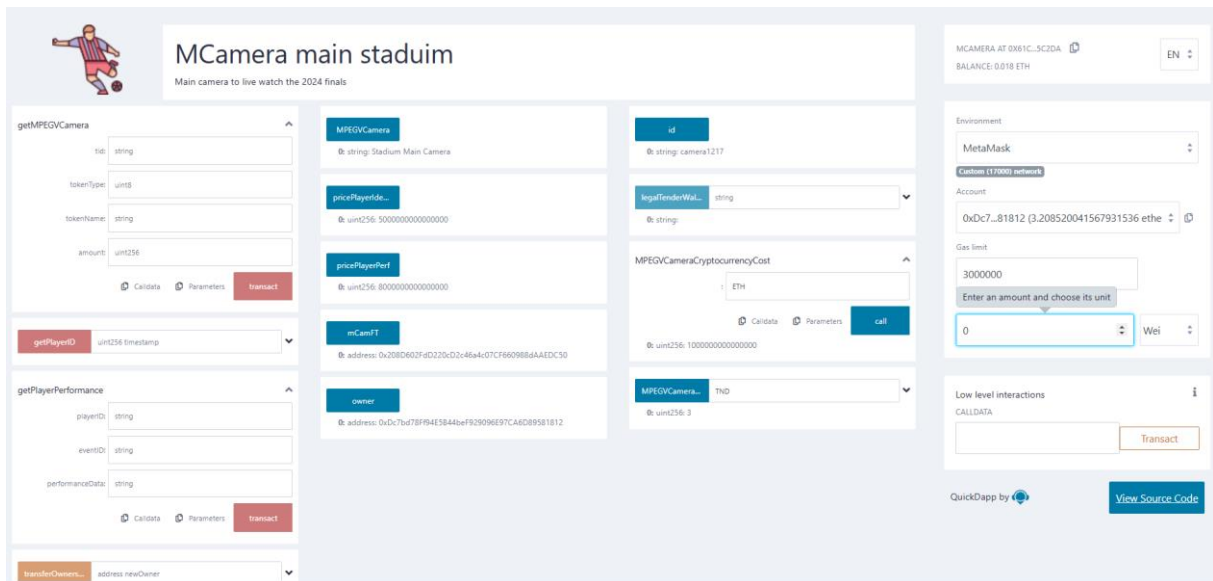 MCamera main staduim
Main camera to live watch the 2024 finals
getMPEGVCamera
tid: string
tokenType: uint8
tokenName: string
amount: uint256
Calldata Parameters transact
getPlayerID uint256 timestamp
getPlayerPerformance
playerID: string
eventID: string
performanceData: string
Calldata Parameters transact
transferOwners... address newOwner
MPEGVCamera
0: string: Stadium Main Camera
pricePlayerIde...
0: uint256: 5000000000000000
pricePlayerPerf
0: uint256: 8000000000000000
mCamFT
owner
id
0: string: camera1217
legalTenderWal... string
0: string:
MPEGVCameraCryptocurrencyCost
: ETH
Calldata Parameters call
0: uint256: 1000000000000000
MPEGVCamera... TND
0: uint256: 3
MCAMERA AT 0X61C...5C2DA
BALANCE: 0.018 ETH
EN
Environment
MetaMask
Custom (17000) network
Account
0xDc7...81812 (3.208520041567931536 ethe
Gas limit
3000000
Enter an amount and choose its unit
0 Wei
Low level interactions
CALLDATA
Transact
QuickDapp by
View Source Code